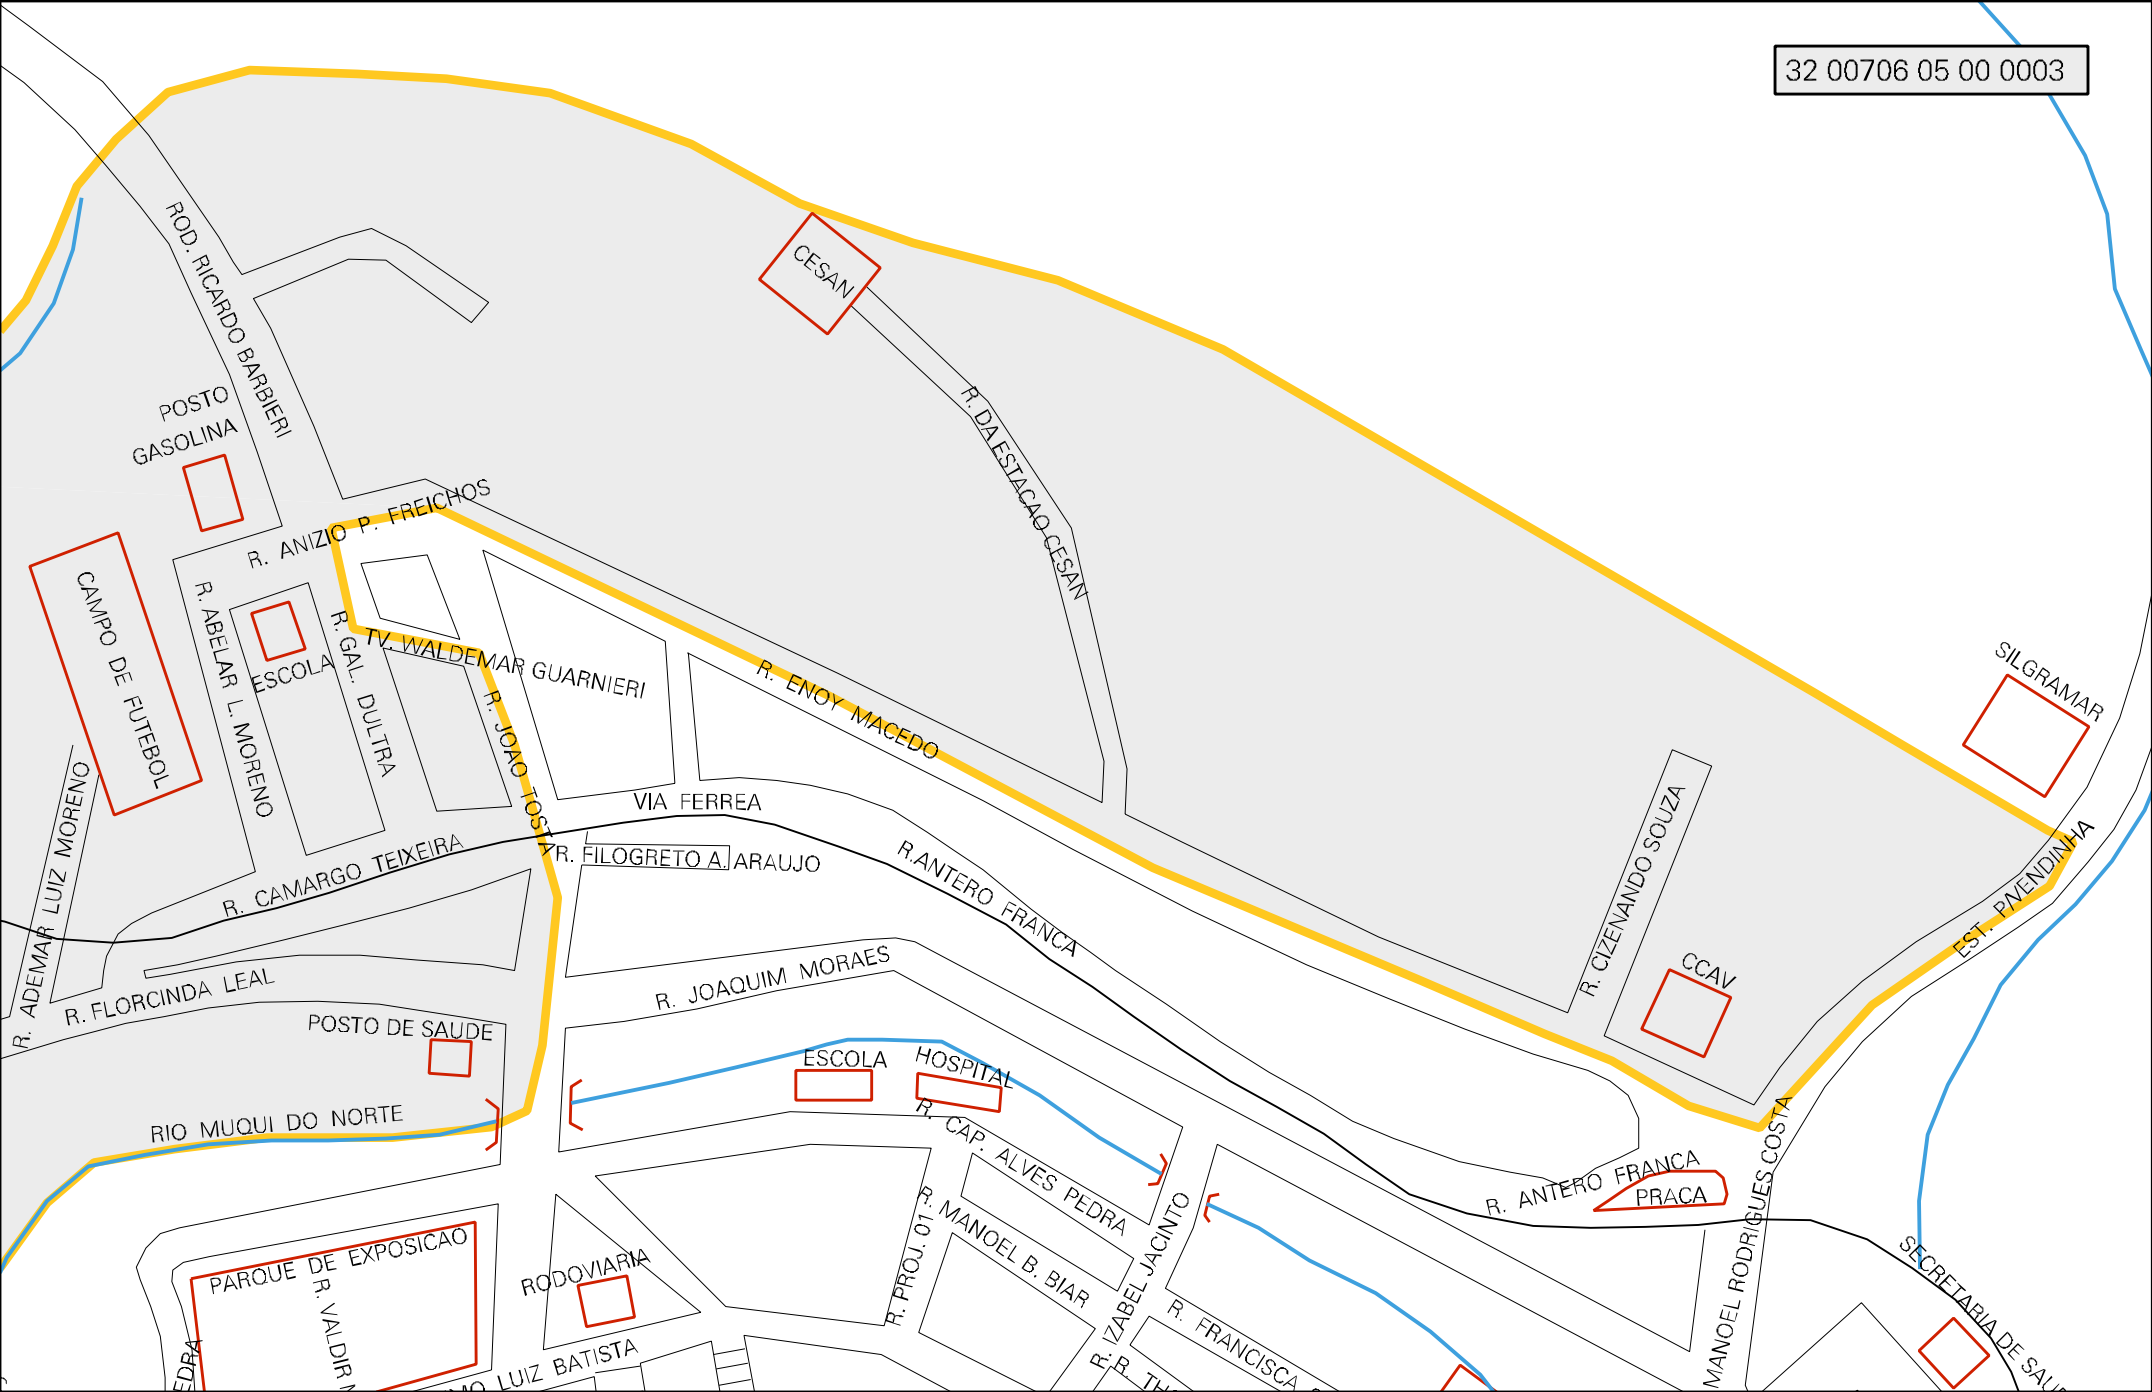 32 00706 05 00 0003
ROD. RICARDO BARBIERI
CESAN
POSTO
GASOLINA
R. DA ESTACAO CESAN
R. ANIZIO P. FREICHOS
CAMPO DE FUTEBOL
R. ABELAR L. MORENO
ESCOLA
R. GAL. DULTRA
TV. WALDEMAR GUARNIERI
R. ENOY MACEDO
R. JOAO TOSTA
SILGRAMAR
VIA FERREA
R. FILOGRETO A. ARAUJO
R. ANTERO FRANCA
R. CAMARGO TEIXEIRA
R. ADEMAR LUIZ MORENO
R. CIZENANDO SOUZA
EST. P/VENDINHA
CCAV
R. FLORCINDA LEAL
R. JOAQUIM MORAES
POSTO DE SAUDE
ESCOLA
HOSPITAL
RIO MUQUI DO NORTE
R. CAP. ALVES PEDRA
R. ANTERO FRANCA
PRACA
MANOEL RODRIGUES COSTA
R. MANOEL B. BIAR
R. PROJ. 01
R. IZABEL JACINTO
PARQUE DE EXPOSICAO
RODOVIARIA
R. VALDIR
SECRETARIA DE SAU
R. FRANCISCA
LUIZ BATISTA
EDRA
R. TH